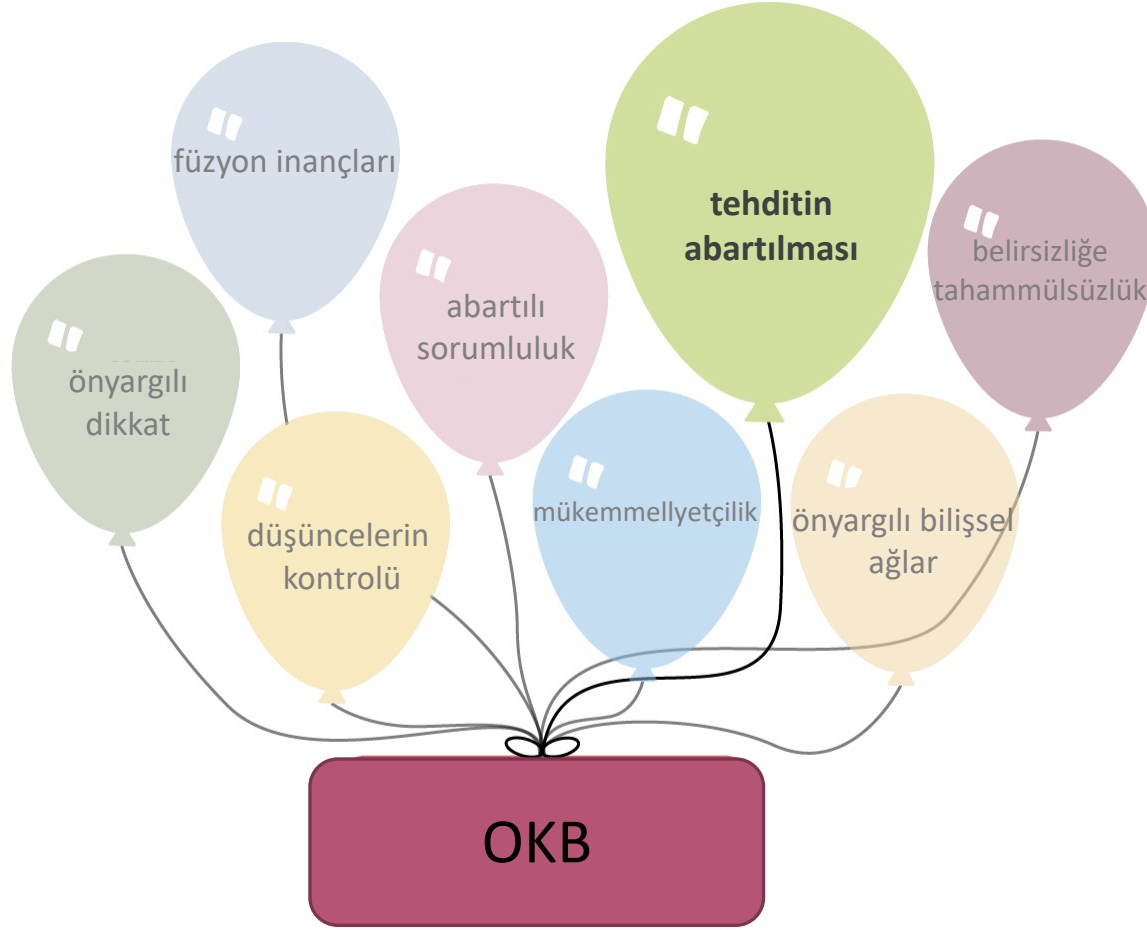 füzyon inançları
tehditin
abartılması
belirsizliğe
tahammülsüzlük
abartılı
sorumluluk
önyargılı
dikkat
düşüncelerin
kontrolü
mükemmellyetçilik
önyargılı bilişsel
ağlar
OKB